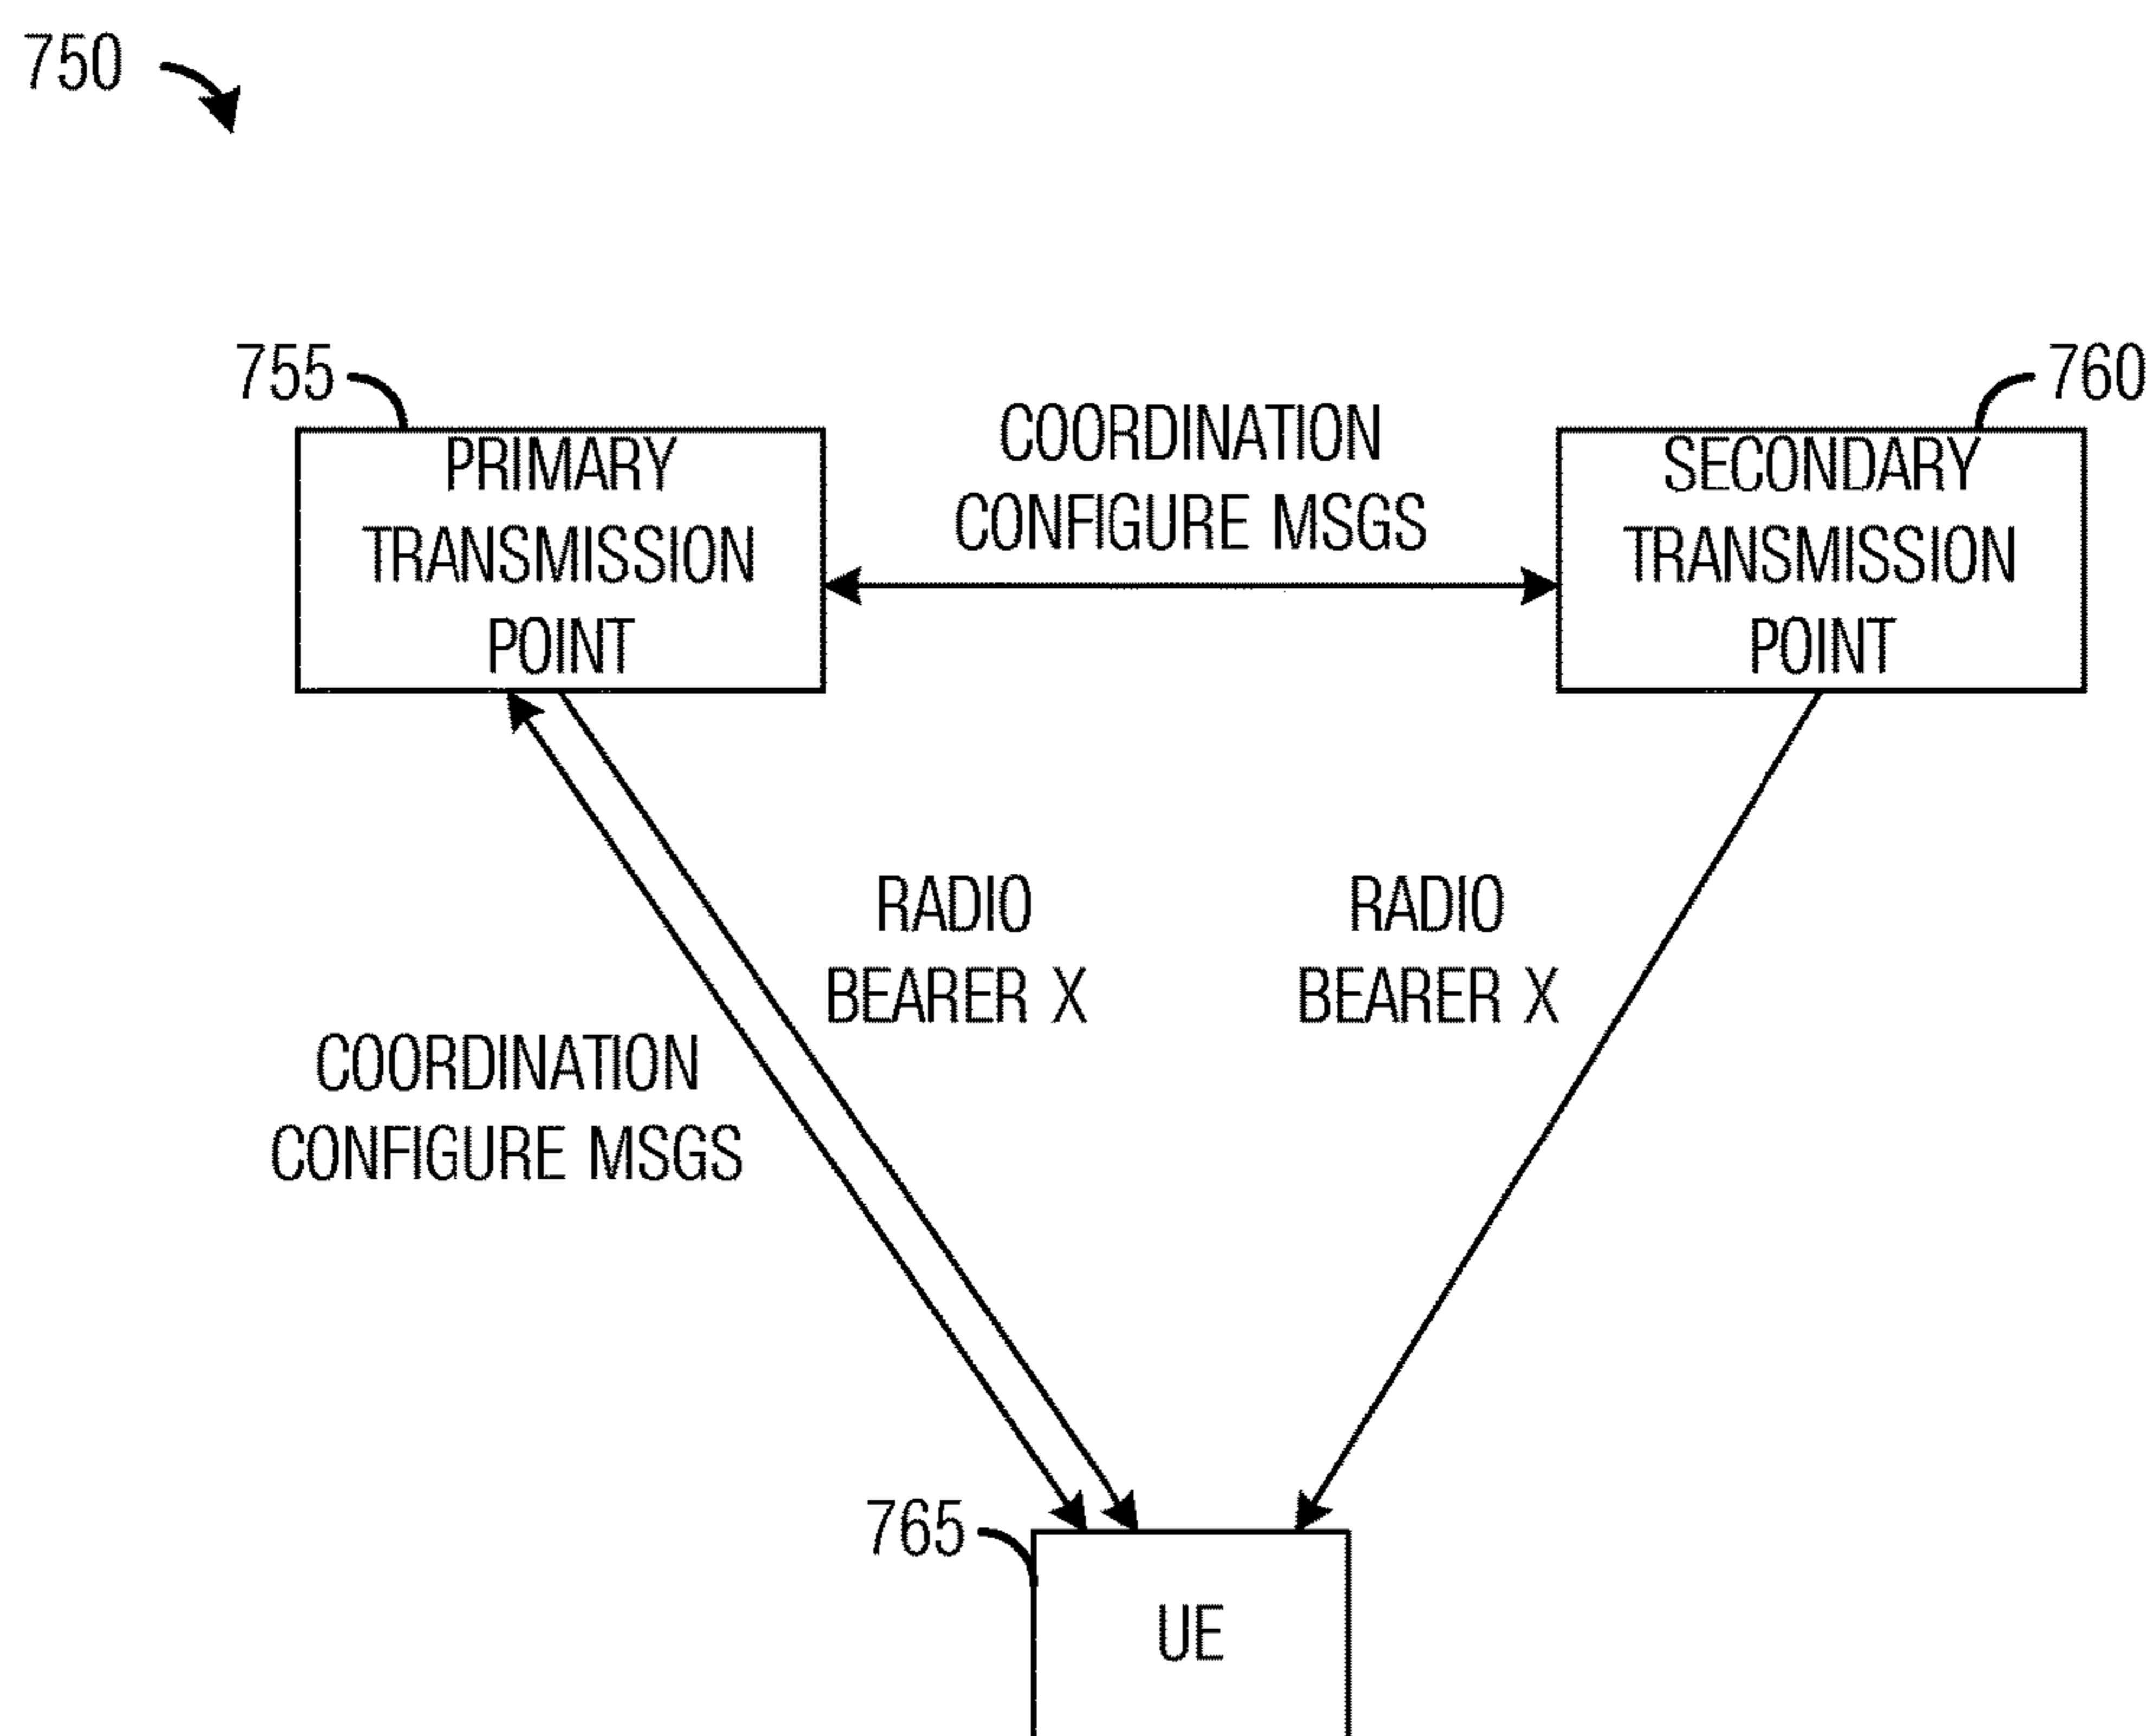 750
755
760
PRIMARY
TRANSMISSION
POINT
COORDINATION
CONFIGURE MSGS
SECONDARY
TRANSMISSION
POINT
RADIO
BEARER X
RADIO
BEARER X
COORDINATION
CONFIGURE MSGS
765
UE